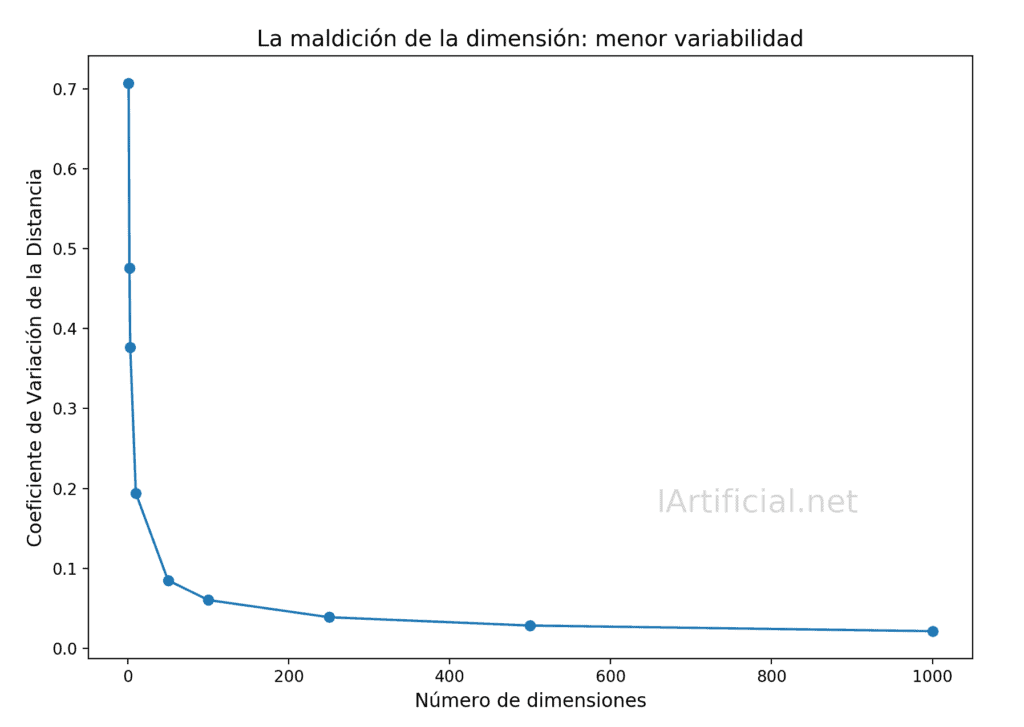 La maldición de la dimensión: menor variabilidad
Coeficiente de Variación de la Distancia
0.7
0.6
0.5
0.4
0.3
0.2
0.1
0.0
IArtificial.net
0 200 400 600 800 1000
Número de dimensiones